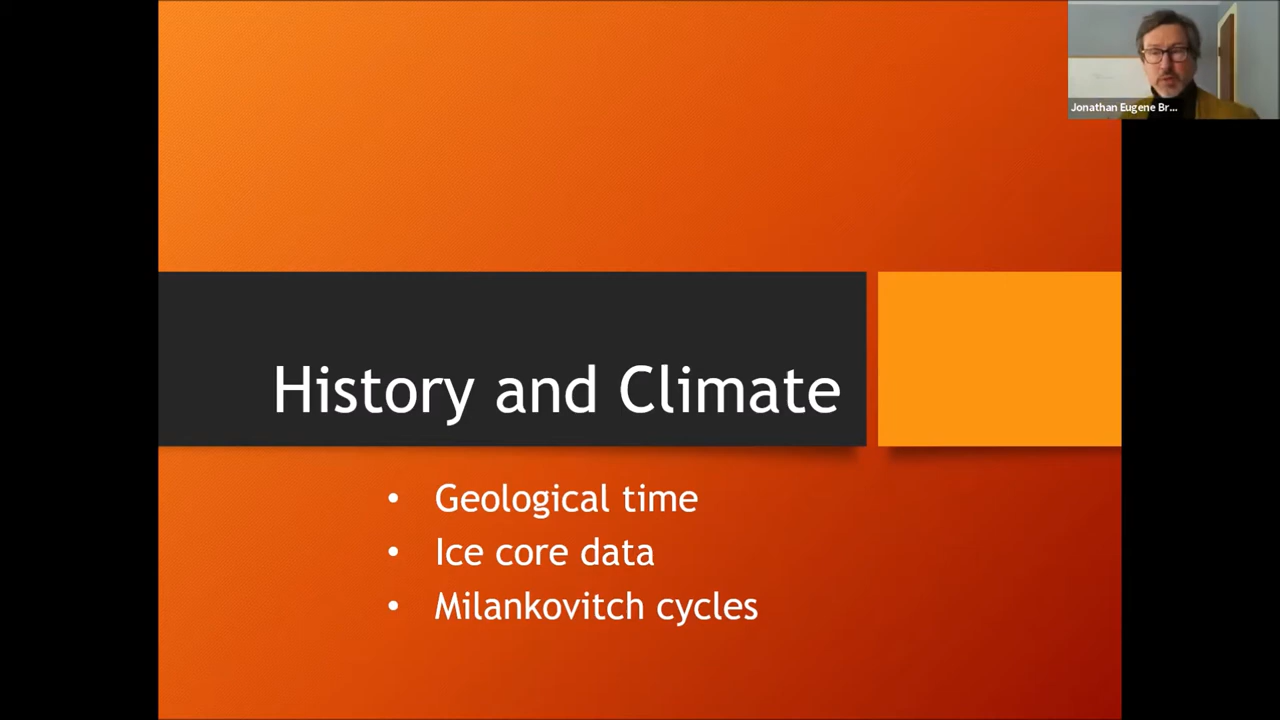 Jonathan Eugene Br...
History and Climate
• Geological time
• Ice core data
• Milankovitch cycles